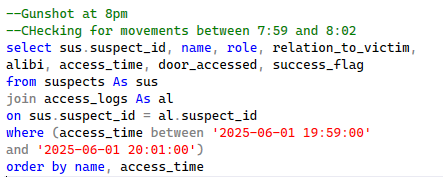 --Gunshot at 8pm
--CHecking for movements between 7:59 and 8:02
select sus.suspect_id, name, role, relation_to_victim,
alibi, access_time, door_accessed, success_flag
from suspects As sus
join access_logs As al
on sus.suspect_id = al.suspect_id
where (access_time between '2025-06-01 19:59:00'
and '2025-06-01 20:01:00')
order by name, access_time